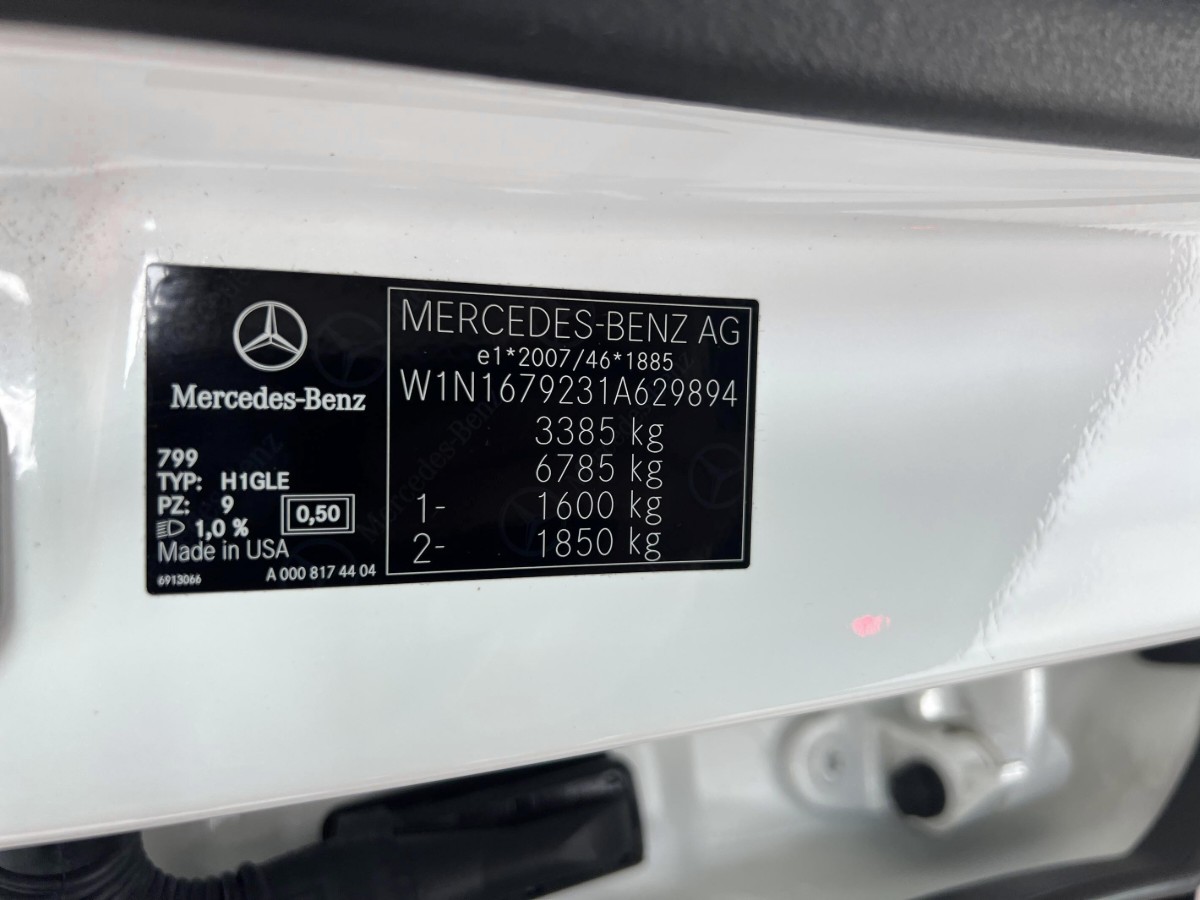 Mercedes-Benz
799
TYP: H1GLE
PZ: 9
1,0 %
0,50
Made in USA
6913066
A 000 817 44 04
MERCEDES-BENZ AG
e1*2007/46*1885
W1N1679231A629894
3385 kg
6785 kg
1- 1600 kg
2- 1850 kg